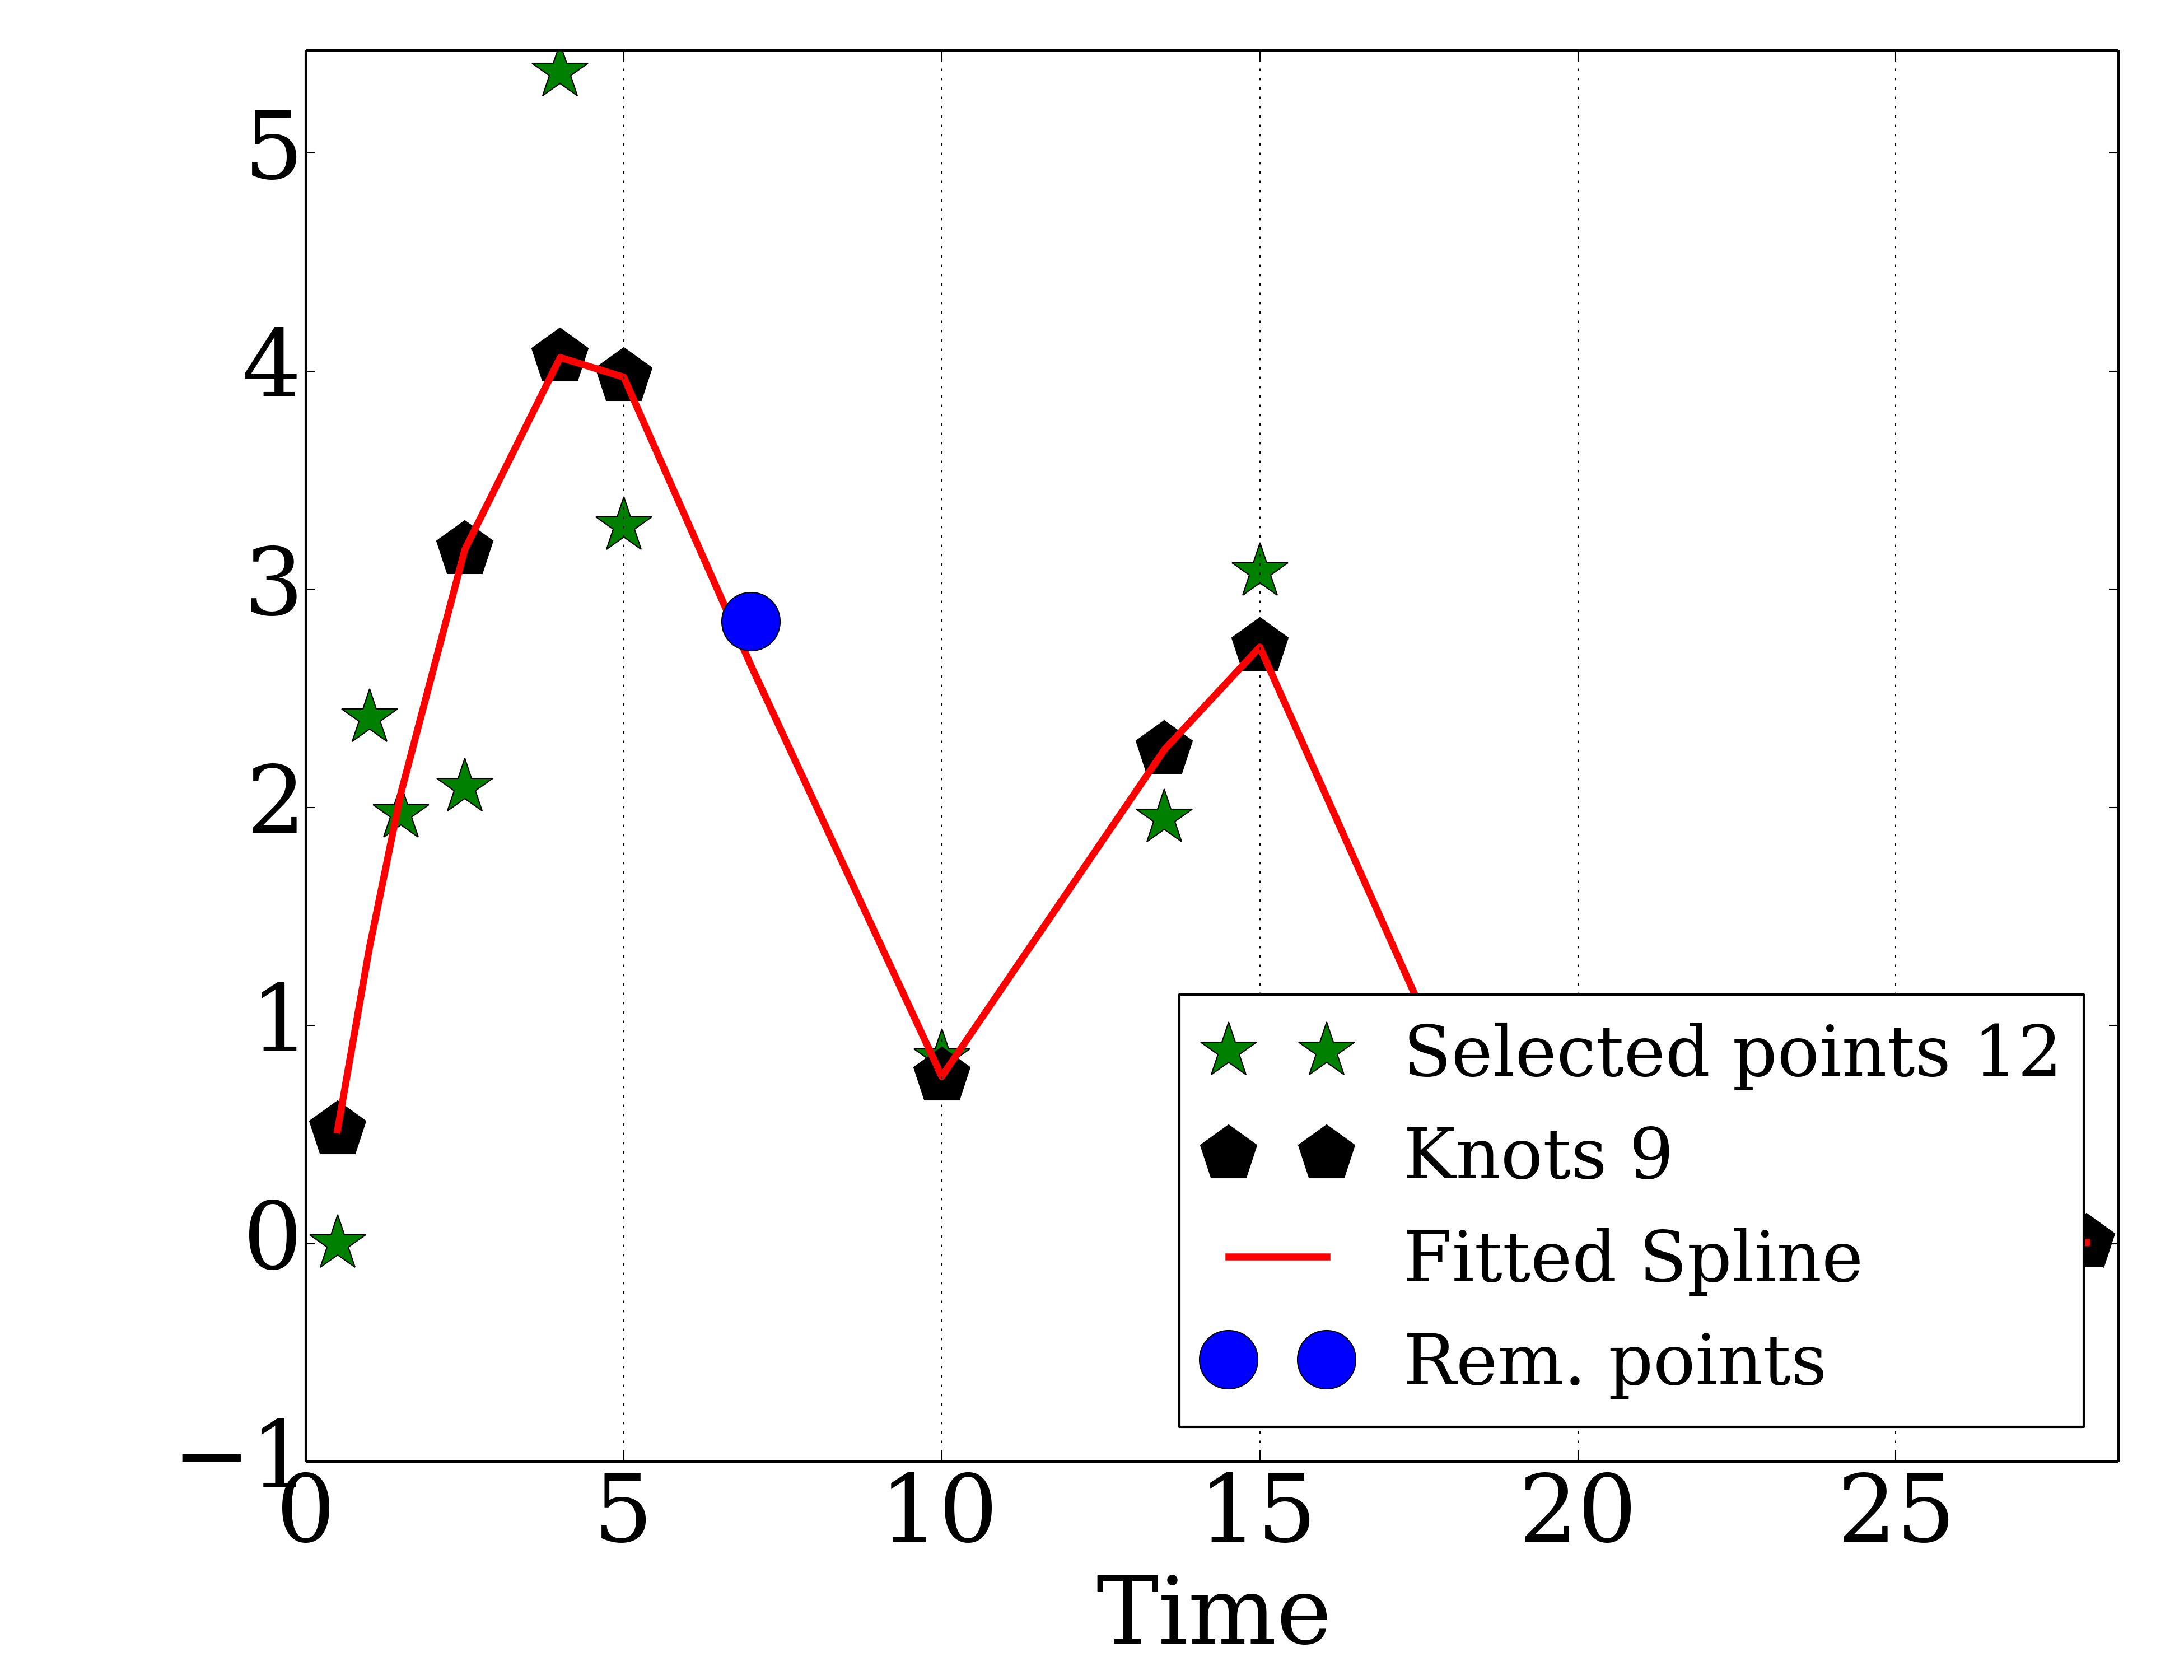 5
4
3
2
1
0
−1
Selected points 12
Knots 9
Fitted Spline
Rem. points
0 5 10 15 20 25
Time